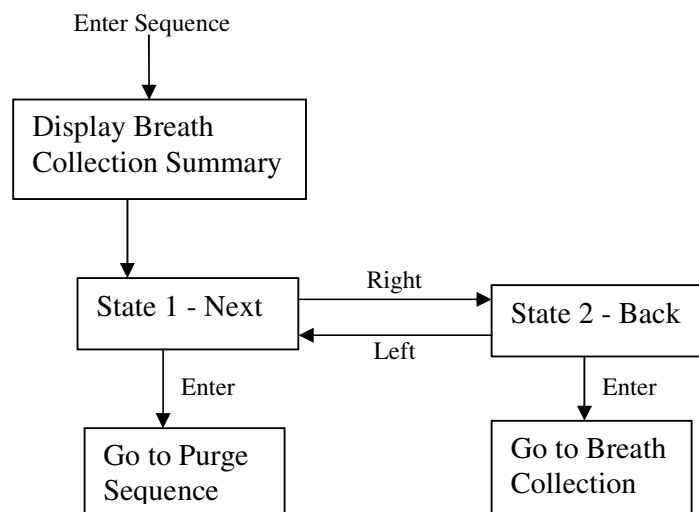 Enter Sequence
Display Breath
Collection Summary
State 1 - Next
Right
State 2 - Back
Left
Enter
Enter
Go to Purge
Sequence
Go to Breath
Collection